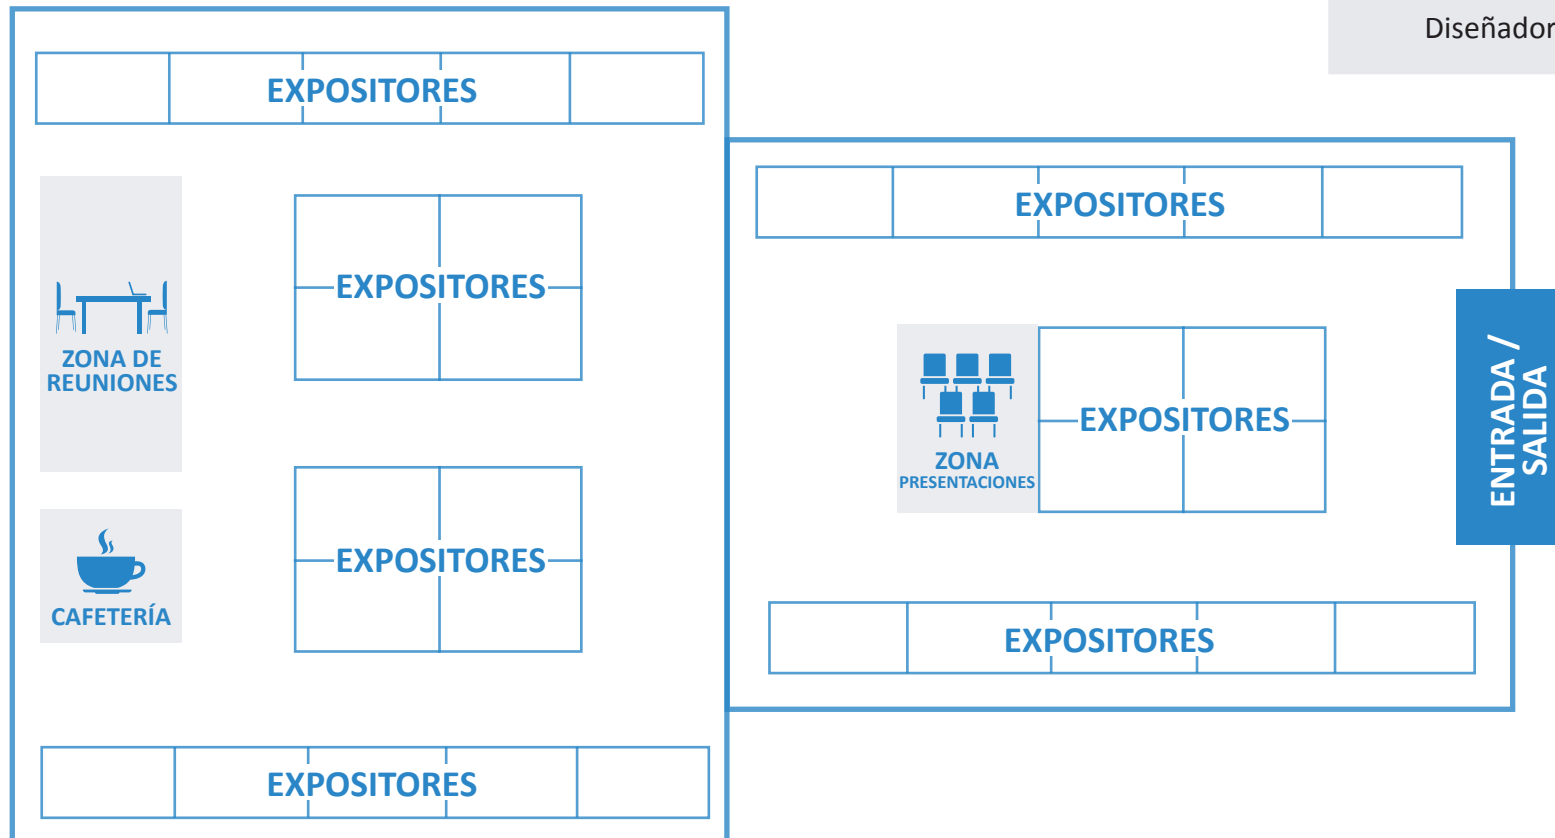 Diseñador
EXPOSITORES
EXPOSITORES
EXPOSITORES
ZONA DE
REUNIONES
EXPOSITORES
ZONA
PRESENTACIONES
ENTRADA /
SALIDA
EXPOSITORES
CAFETERÍA
EXPOSITORES
EXPOSITORES